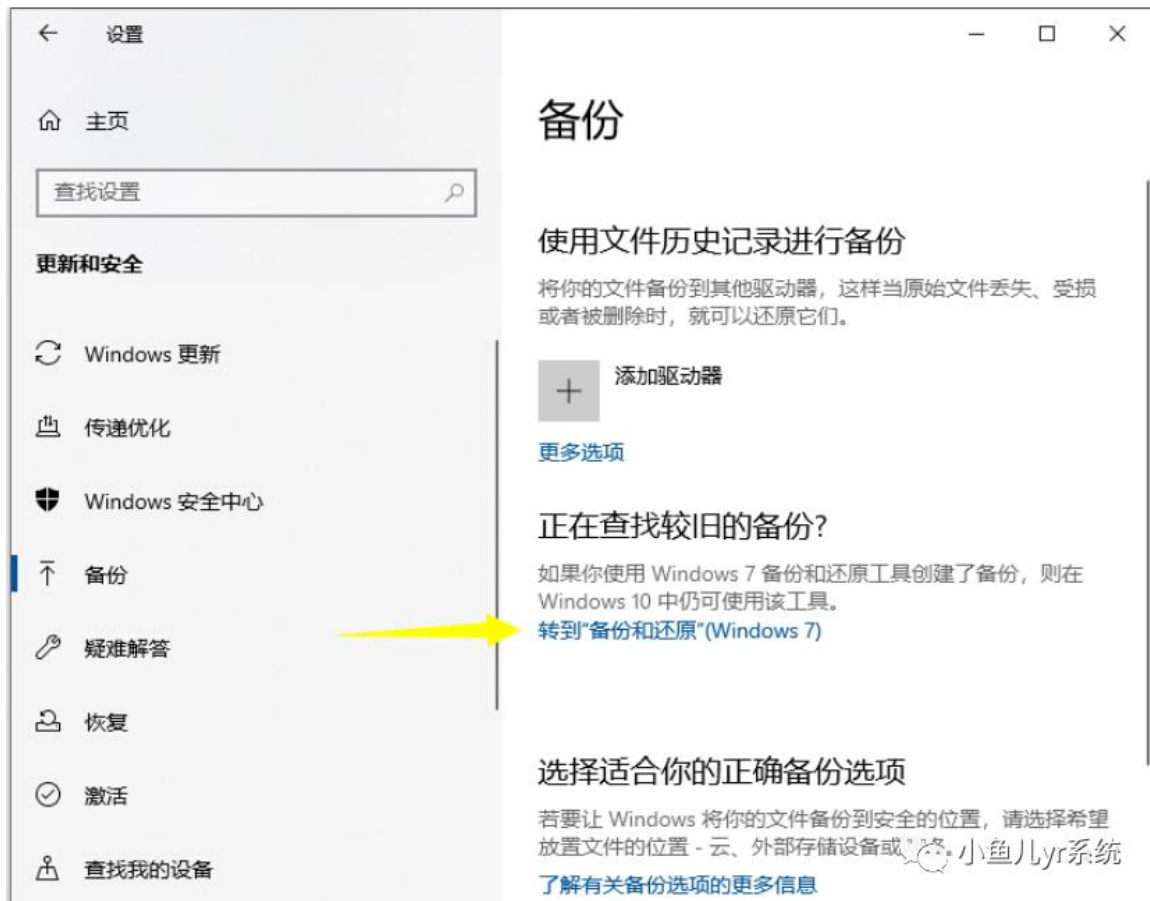 设置
主页
查找设置
更新和安全
Windows 更新
传递优化
Windows 安全中心
备份
疑难解答
恢复
激活
查找我的设备
备份
使用文件历史记录进行备份
将你的文件备份到其他驱动器，这样当原始文件丢失、受损
或者被删除时，就可以还原它们。
添加驱动器
更多选项
正在查找较旧的备份?
如果你使用 Windows 7 备份和还原工具创建了备份，则在
Windows 10 中仍可使用该工具。
转到“备份和还原”(Windows 7)
选择适合你的正确备份选项
若要让 Windows 将你的文件备份到安全的位置，请选择希望
放置文件的位置 - 云、外部存储设备或
小鱼儿yr系统
了解有关备份选项的更多信息